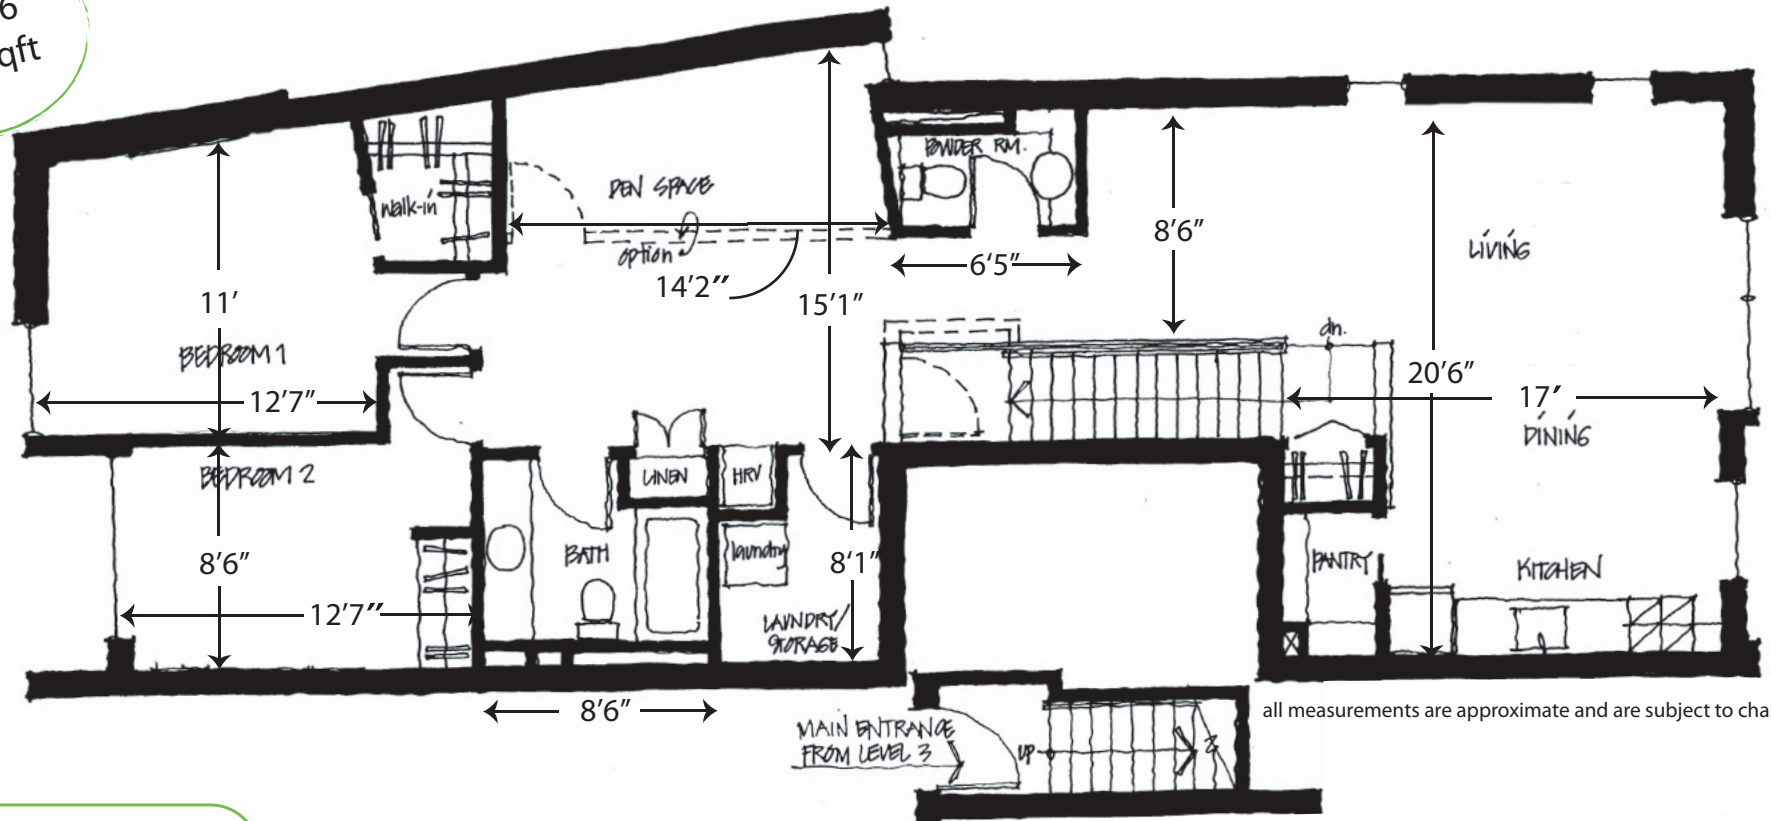 6
qft
POWDER RM.
DEN SPACE
walk-in
option
14'2"
6'5"
8'6"
LIVING
11'
15'1"
dn.
BEDROOM 1
12'7"
20'6"
17'
DINING
BEDROOM 2
LINEN
HRV
BATH
laundry
8'6"
8'1"
PANTRY
KITCHEN
12'7"
LAUNDRY/
STORAGE
8'6"
all measurements are approximate and are subject to cha
MAIN ENTRANCE
FROM LEVEL 3
UP